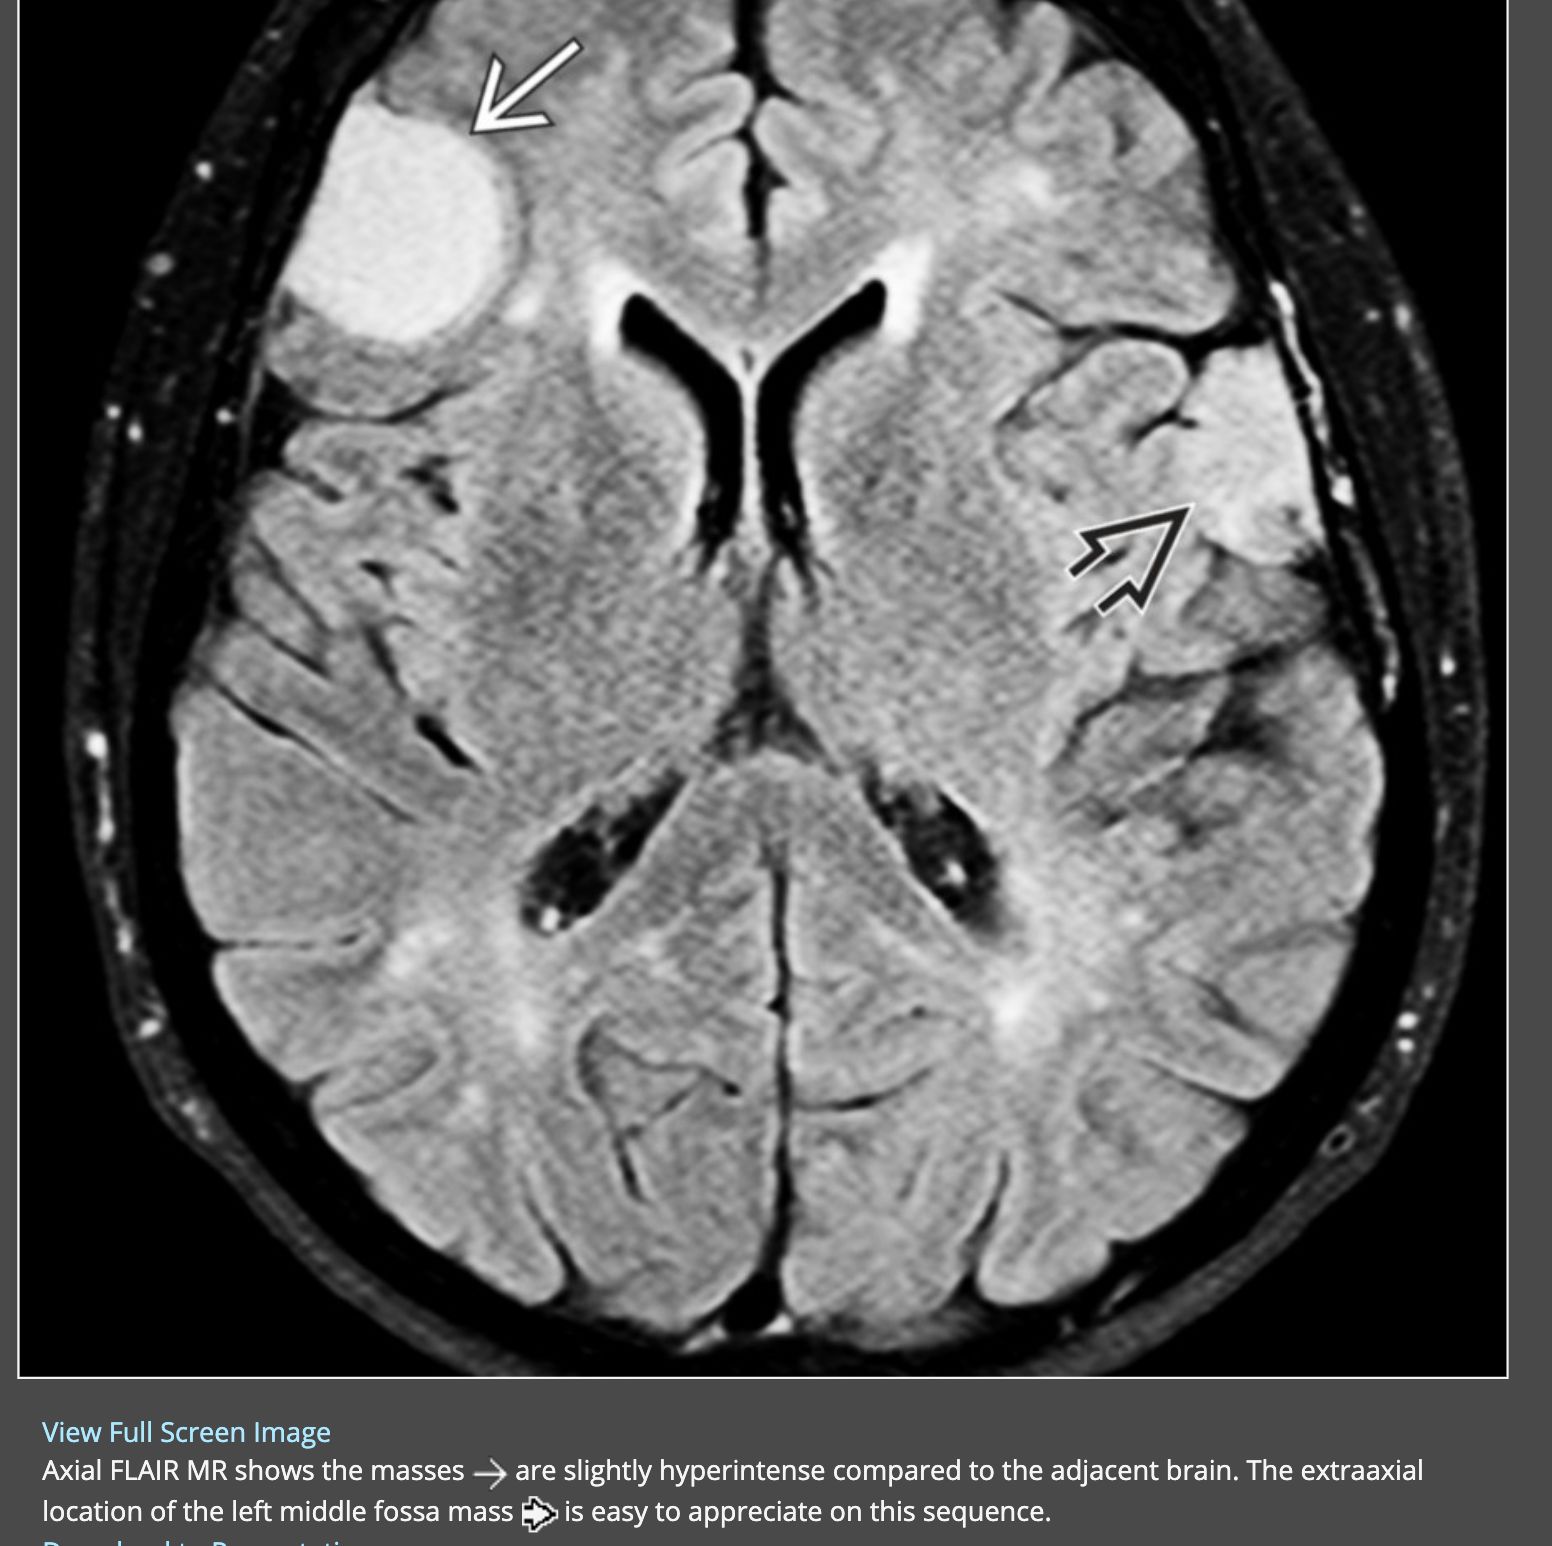 View Full Screen Image
Axial FLAIR MR shows the masses are slightly hyperintense compared to the adjacent brain. The extraaxial
location of the left middle fossa mass is easy to appreciate on this sequence.